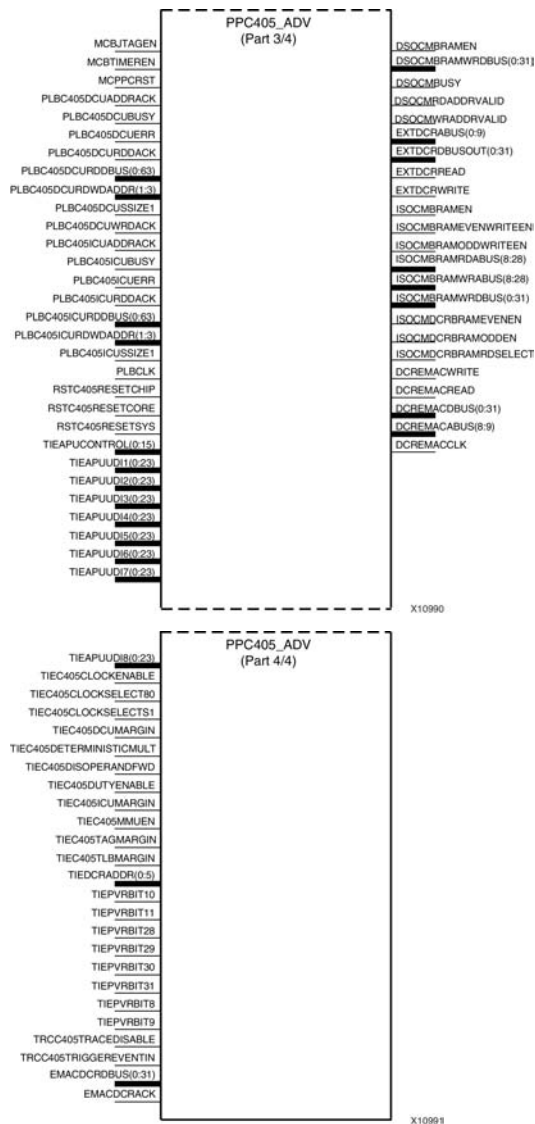 PPC405_ADV
(Part 3/4)
MCBJTAGEN
MCBTIMEREN
MCPPCRST
PLBC405DCUADDRACK
PLBC405DCUBUSY
PLBC405DCUERR
PLBC405DCURDDACK
PLBC405DCURDDBUS(0:63)
PLBC405DCURDWDADDR(1:3)
PLBC405DCUSSIZE1
PLBC405DCUWRDACK
PLBC405ICUADDRACK
PLBC405ICUBUSY
PLBC405ICUERR
PLBC405ICURDDACK
PLBC405ICURDDBUS(0:63)
PLBC405ICURDWDADDR(1:3)
PLBC405ICUSSIZE1
PLBCLK
RSTC405RESETCHIP
RSTC405RESETCORE
RSTC405RESETSYS
TIEAPUCONTROL(0:15)
TIEAPUUDI1(0:23)
TIEAPUUDI2(0:23)
TIEAPUUDI3(0:23)
TIEAPUUDI4(0:23)
TIEAPUUDI5(0:23)
TIEAPUUDI6(0:23)
TIEAPUUDI7(0:23)
DSOCMBRAMEN
DSOCMBRAMWRDBUS(0:31)
DSOCMBUSY
DSOCMRDADDRVALID
DSOCMWRADDRVALID
EXTDCRABUS(0:9)
EXTDCRDBUSOUT(0:31)
EXTDCRREAD
EXTDCRWRITE
ISOCMBRAMEN
ISOCMBRAMEVENWRITEEN
ISOCMBRAMODDWRITEEN
ISOCMBRAMRDABUS(8:28)
ISOCMBRAMWRABUS(8:28)
ISOCMBRAMWRDBUS(0:31)
ISOCMDCRBRAMEVENEN
ISOCMDCRBRAMODDEN
ISOCMDCRBRAMRDSELECT
DCREMACWRITE
DCREMACREAD
DCREMACDBUS(0:31)
DCREMACABUS(8:9)
DCREMACCLK
X10990
PPC405_ADV
(Part 4/4)
TIEAPUUDI8(0:23)
TIEC405CLOCKENABLE
TIEC405CLOCKSELECT80
TIEC405CLOCKSELECTS1
TIEC405DCUMARGIN
TIEC405DETERMINISTICMULT
TIEC405DISOPERANDFWD
TIEC405DUTYENABLE
TIEC405ICUMARGIN
TIEC405MMUEN
TIEC405TAGMARGIN
TIEC405TLBMARGIN
TIEDCRADDR(0:5)
TIEPVRBIT10
TIEPVRBIT11
TIEPVRBIT28
TIEPVRBIT29
TIEPVRBIT30
TIEPVRBIT31
TIEPVRBIT8
TIEPVRBIT9
TRCC405TRACEDISABLE
TRCC405TRIGGEREVENTIN
EMACDCRDBUS(0:31)
EMACDCRACK
X10991